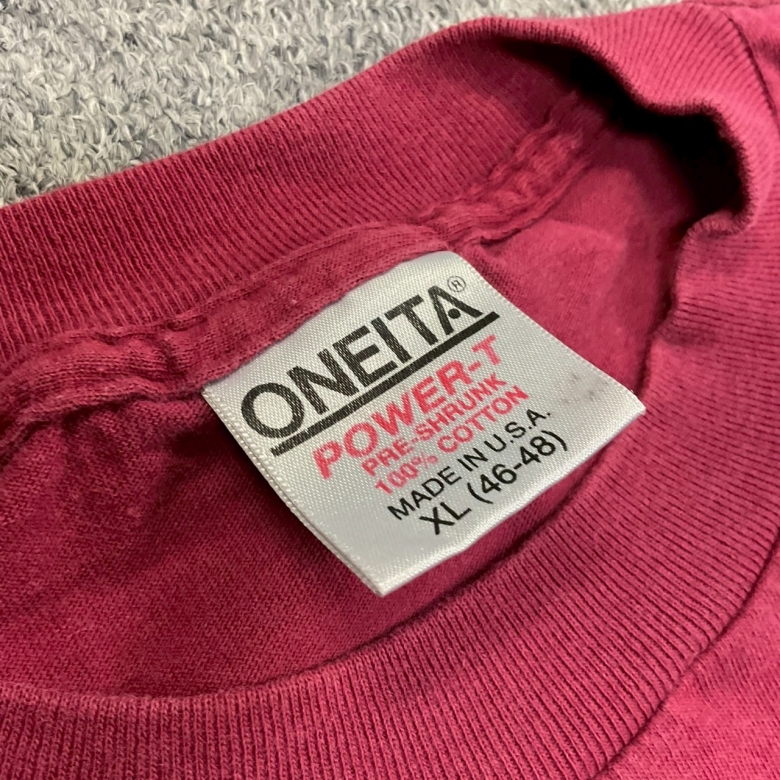 ONEITA®
POWER-T
PRE-SHRUNK
100% COTTON
MADE IN U.S.A.
XL (46-48)